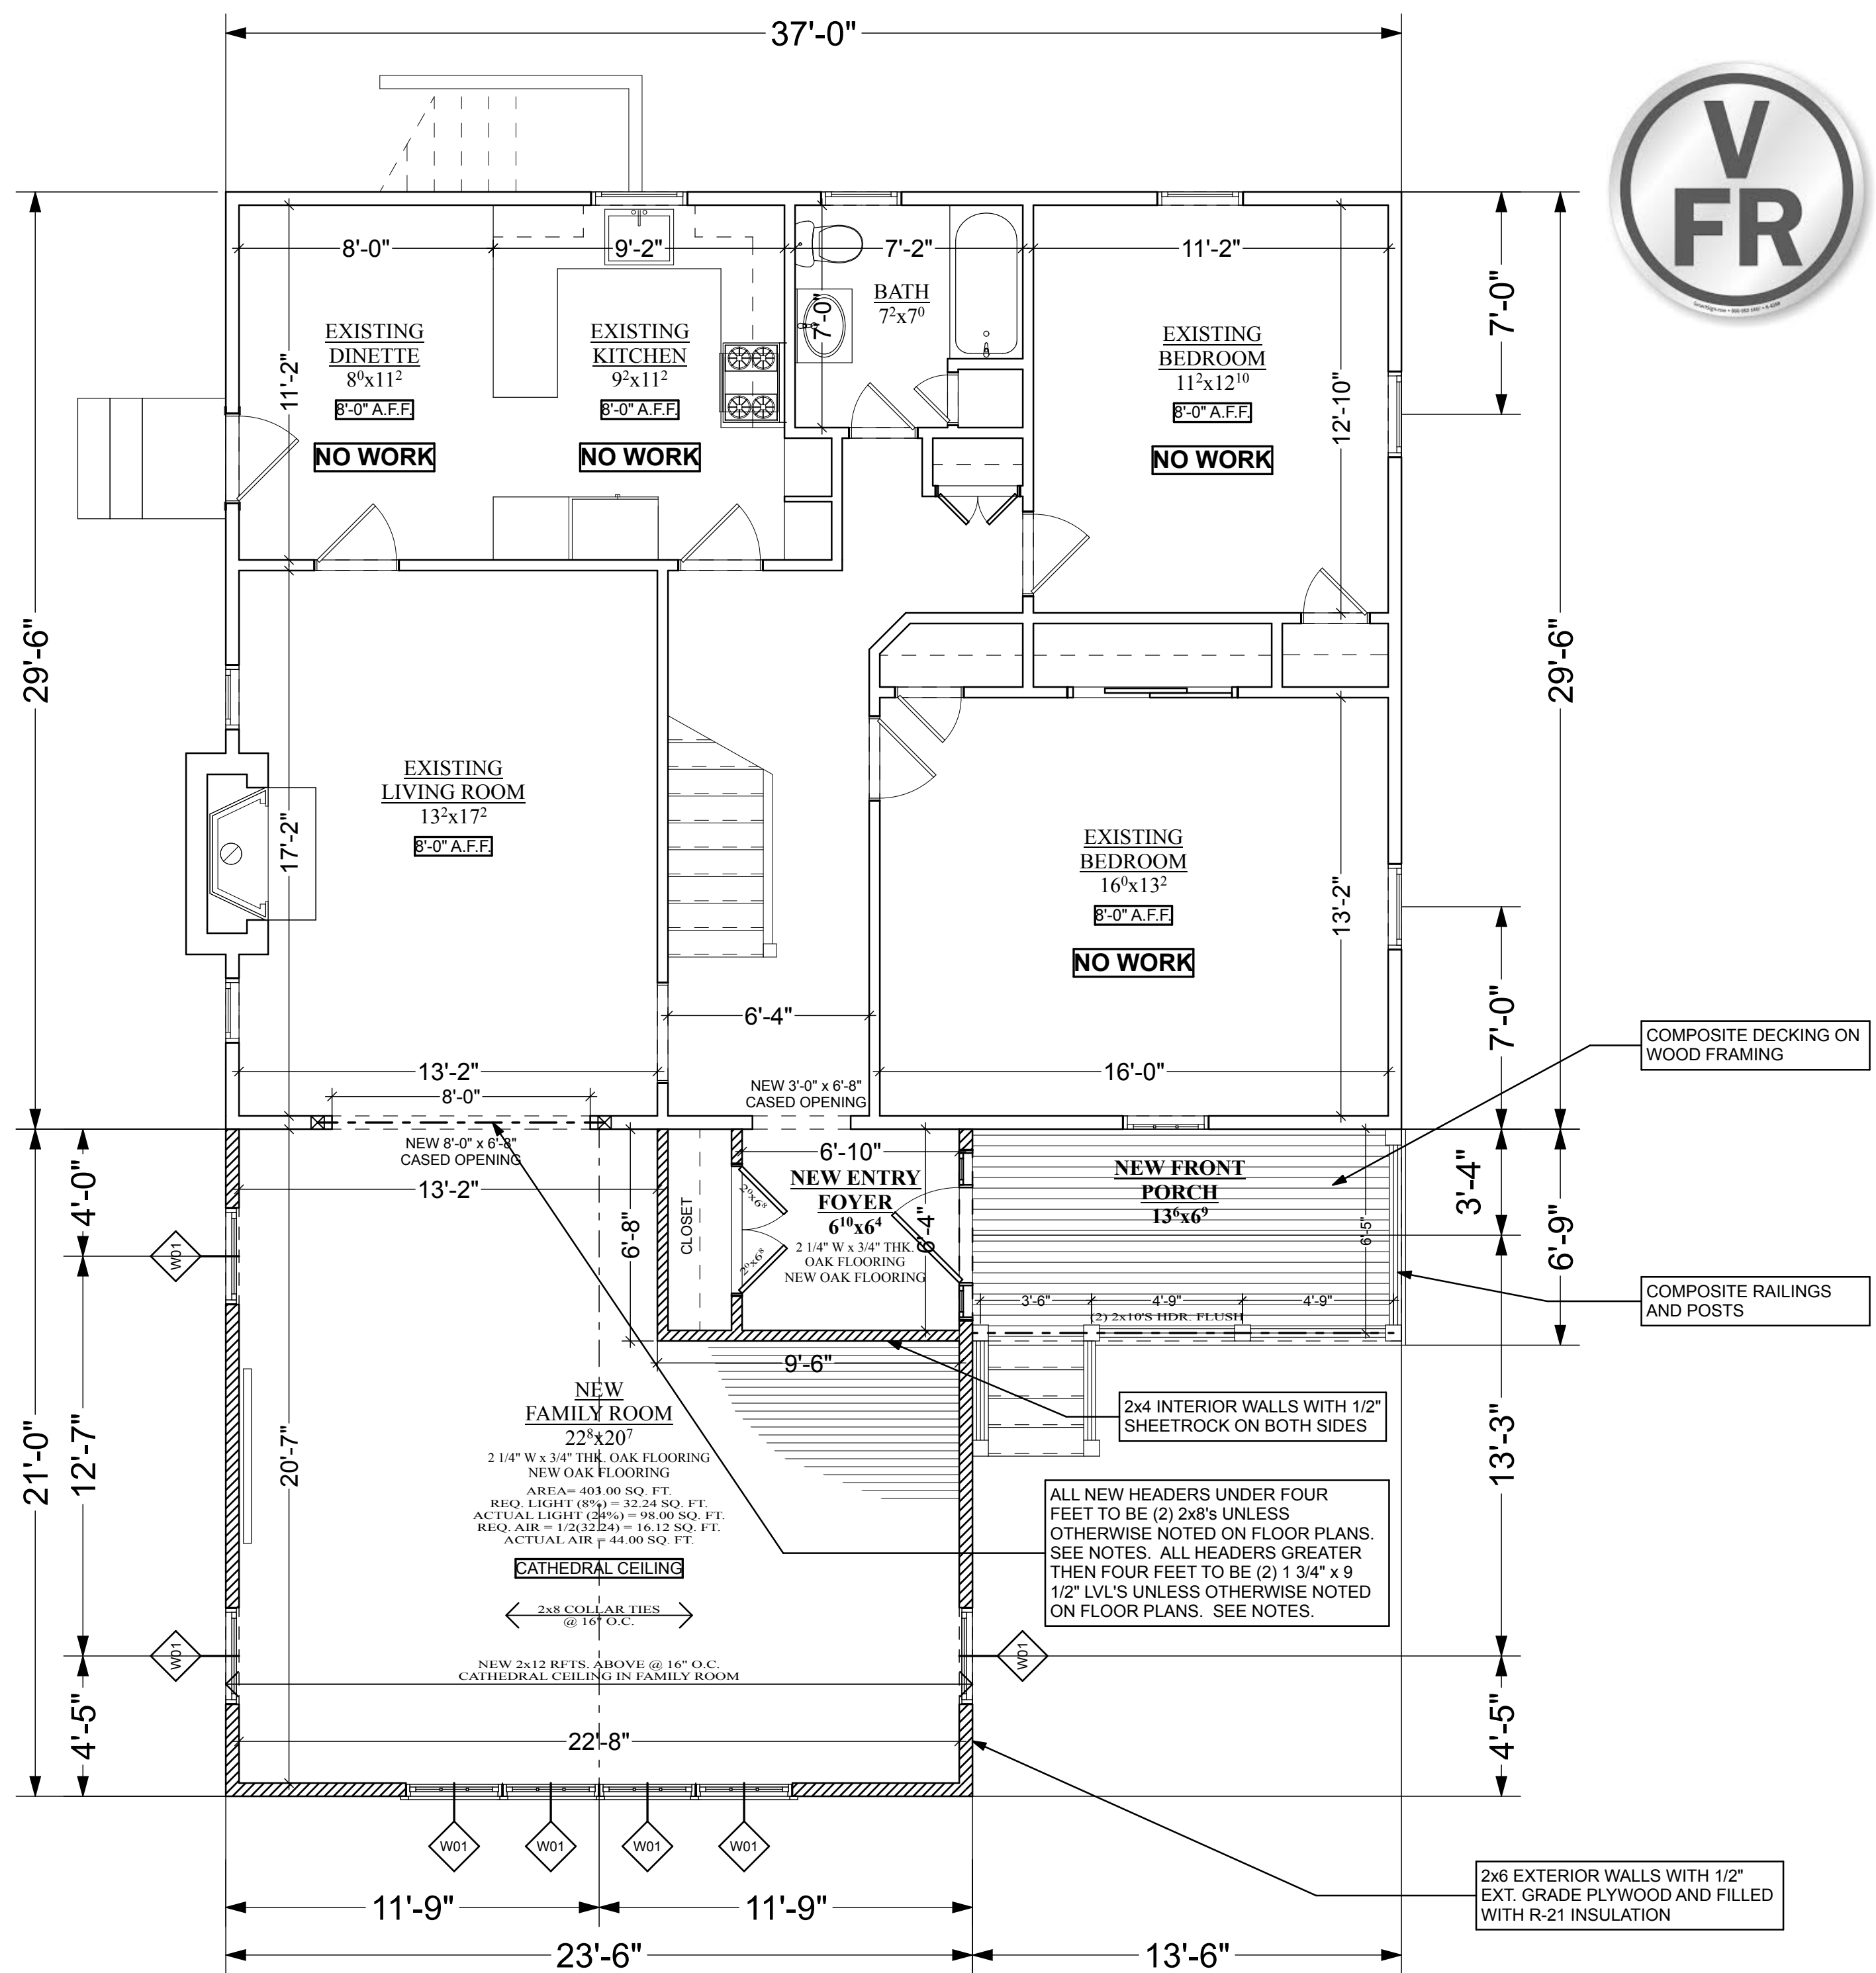 37'-0"
V
FR
8'-0"
9'-2"
7'-2"
11'-2"
7'-0"
BATH
7²x7⁰
7'-0"
EXISTING
DINETTE
8⁰x11²
8'-0" A.F.F.
NO WORK
11'-2"
EXISTING
KITCHEN
9²x11²
8'-0" A.F.F.
NO WORK
EXISTING
BEDROOM
11²x12¹⁰
8'-0" A.F.F.
NO WORK
12'-10"
29'-6"
29'-6"
EXISTING
LIVING ROOM
13²x17²
8'-0" A.F.F.
17'-2"
EXISTING
BEDROOM
16⁰x13²
8'-0" A.F.F.
NO WORK
13'-2"
6'-4"
7'-0"
COMPOSITE DECKING ON
WOOD FRAMING
13'-2"
8'-0"
NEW 3'-0" x 6'-8"
CASED OPENING
16'-0"
NEW 8'-0" x 6'-8"
CASED OPENING
13'-2"
4'-0"
W01
6'-8"
CLOSET
6'-10"
NEW ENTRY
FOYER
6¹⁰x6⁴
2 1/4" W x 3/4" THK.
OAK FLOORING
NEW OAK FLOORING
2⁰x6⁸
2⁰x6⁸
6'-4"
NEW FRONT
PORCH
13⁶x6⁹
6'-5"
3'-4"
6'-9"
3'-6"
4'-9"
4'-9"
(2) 2x10'S HDR. FLUSH
COMPOSITE RAILINGS
AND POSTS
9'-6"
2x4 INTERIOR WALLS WITH 1/2"
SHEETROCK ON BOTH SIDES
21'-0"
12'-7"
20'-7"
NEW
FAMILY ROOM
22⁸x20⁷
2 1/4" W x 3/4" THK. OAK FLOORING
NEW OAK FLOORING
AREA= 403.00 SQ. FT.
REQ. LIGHT (8%) = 32.24 SQ. FT.
ACTUAL LIGHT (24%) = 98.00 SQ. FT.
REQ. AIR = 1/2(32.24) = 16.12 SQ. FT.
ACTUAL AIR = 44.00 SQ. FT.
CATHEDRAL CEILING
2x8 COLLAR TIES
@ 16" O.C.
NEW 2x12 RFTS. ABOVE @ 16" O.C.
CATHEDRAL CEILING IN FAMILY ROOM
ALL NEW HEADERS UNDER FOUR
FEET TO BE (2) 2x8's UNLESS
OTHERWISE NOTED ON FLOOR PLANS.
SEE NOTES. ALL HEADERS GREATER
THEN FOUR FEET TO BE (2) 1 3/4" x 9
1/2" LVL'S UNLESS OTHERWISE NOTED
ON FLOOR PLANS. SEE NOTES.
13'-3"
W01
W01
4'-5"
4'-5"
22'-8"
W01
W01
W01
W01
2x6 EXTERIOR WALLS WITH 1/2"
EXT. GRADE PLYWOOD AND FILLED
WITH R-21 INSULATION
11'-9"
11'-9"
23'-6"
13'-6"